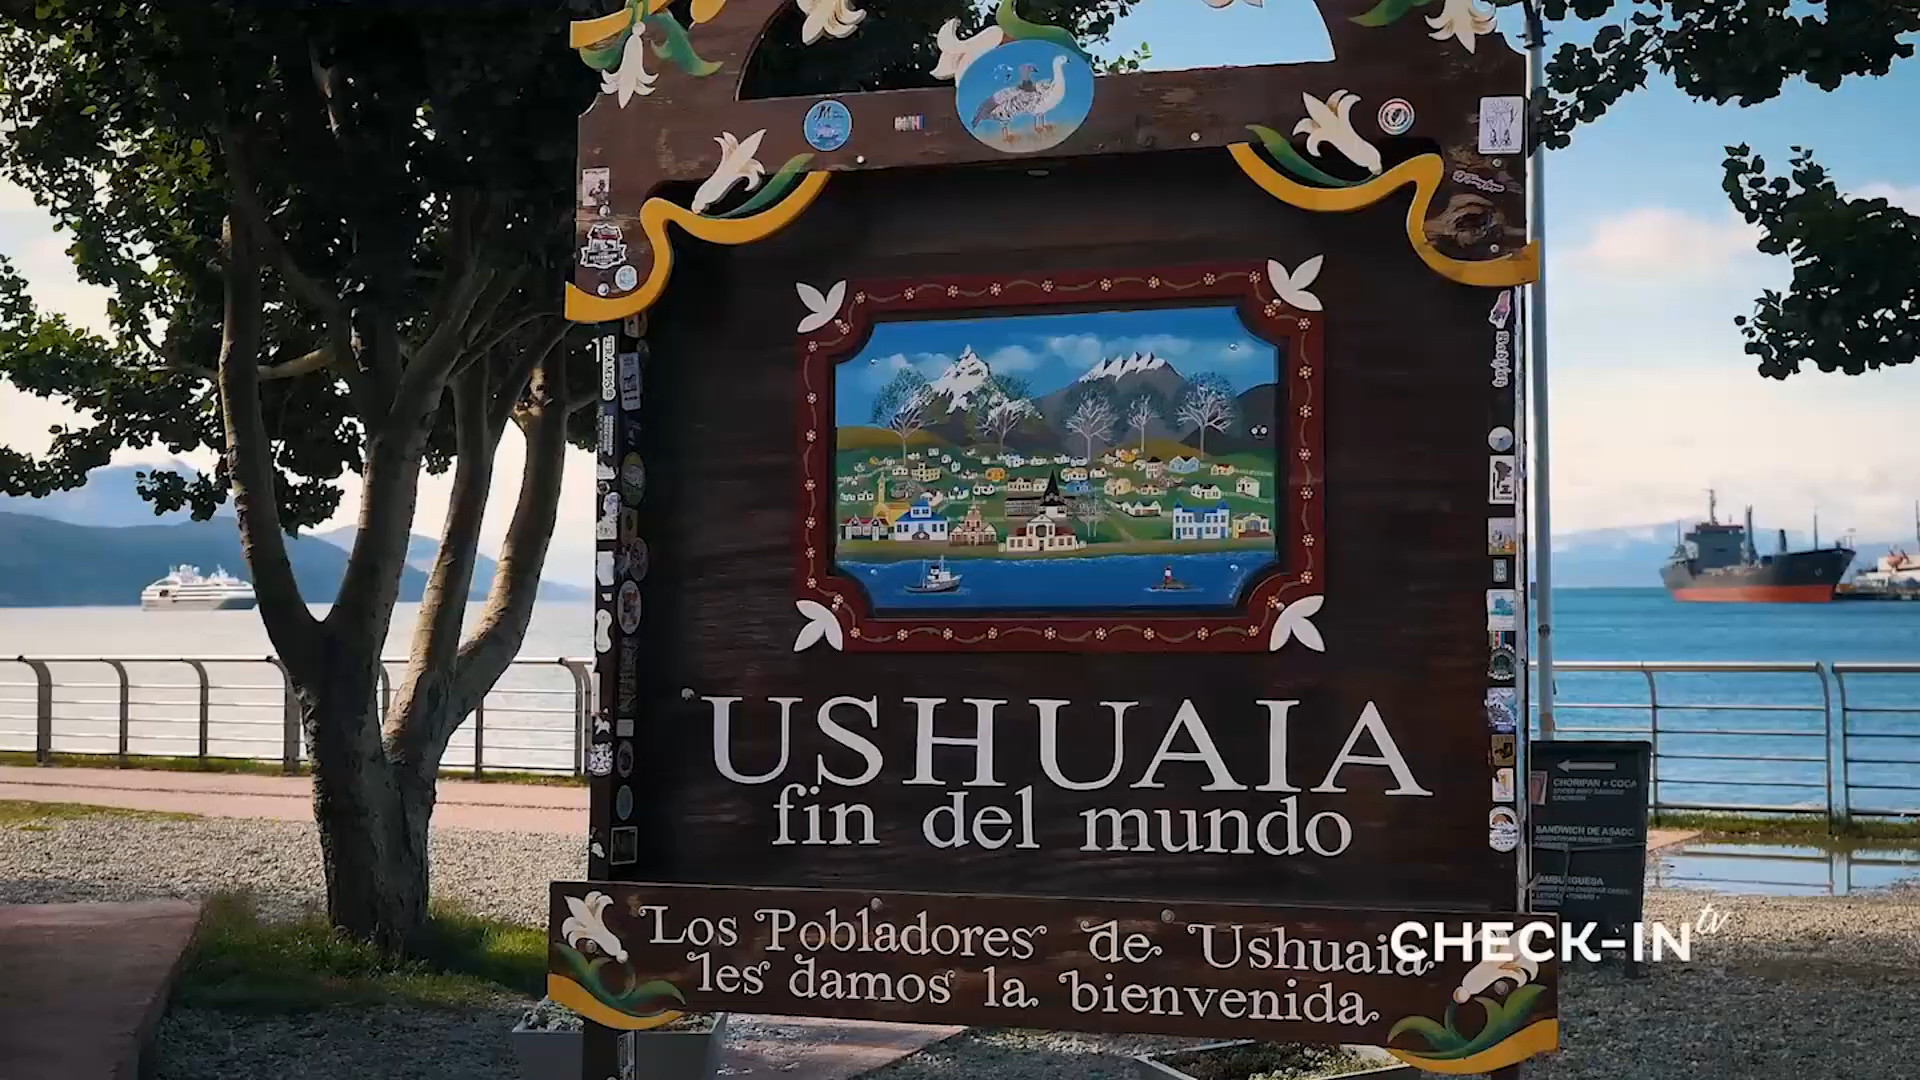 USHUAIA
fin del mundo
Los Pobladores de Ushuaia
les damos la bienvenida
CHORIPAN + COCA
SANDWICH DE ASADO
CHECK-IN tv